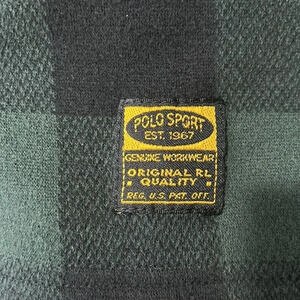 POLO SPORT
EST. 1967
GENUINE WORKWEAR
ORIGINAL RL
QUALITY
REG. U.S. PAT. OFF.